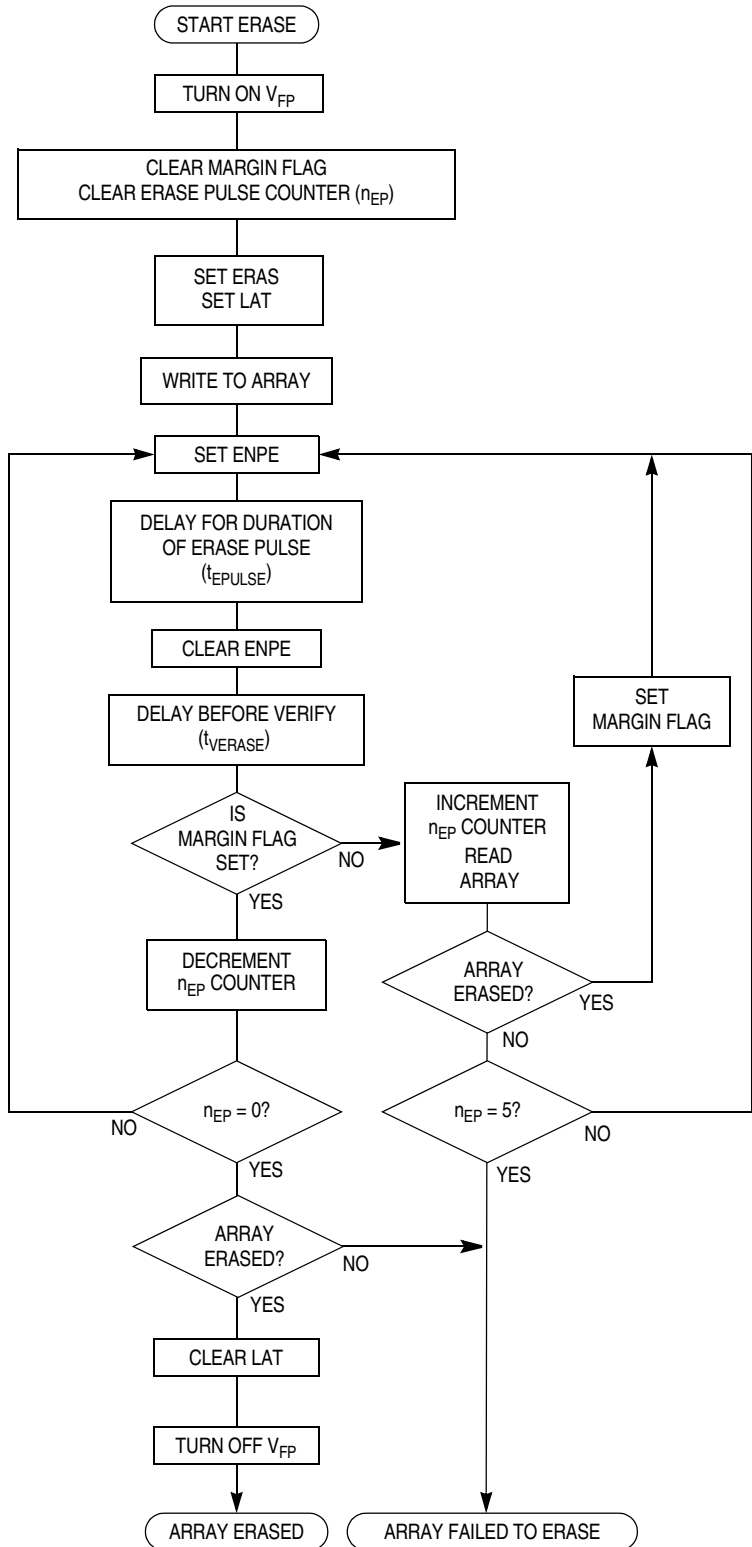 START ERASE
TURN ON VFP
CLEAR MARGIN FLAG
CLEAR ERASE PULSE COUNTER (nEP)
SET ERAS
SET LAT
WRITE TO ARRAY
SET ENPE
DELAY FOR DURATION
OF ERASE PULSE
(tEPULSE)
CLEAR ENPE
DELAY BEFORE VERIFY
(tVERASE)
SET
MARGIN FLAG
IS
MARGIN FLAG
SET?
NO
YES
INCREMENT
nEP COUNTER
READ
ARRAY
DECREMENT
nEP COUNTER
ARRAY
ERASED?
YES
NO
nEP = 0?
NO
YES
nEP = 5?
NO
YES
ARRAY
ERASED?
NO
YES
CLEAR LAT
TURN OFF VFP
ARRAY ERASED
ARRAY FAILED TO ERASE